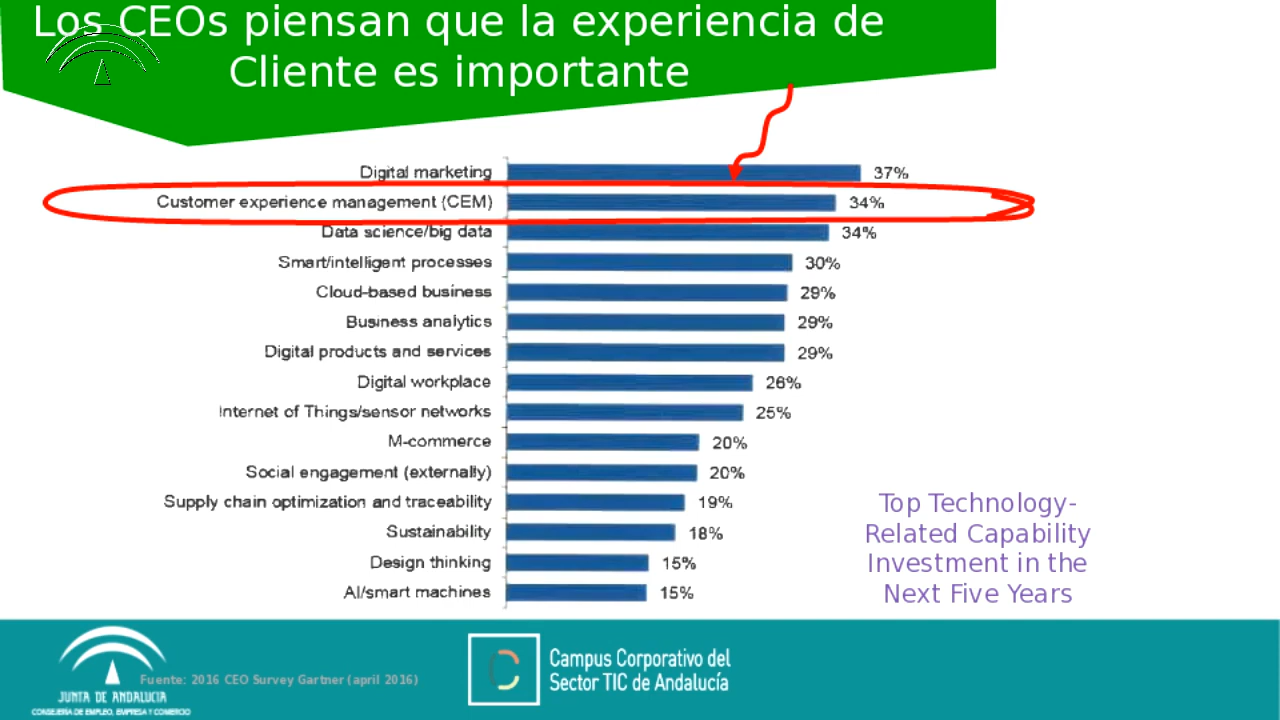 Los CEOs piensan que la experiencia de
Cliente es importante
Digital marketing 37%
Customer experience management (CEM) 34%
Data science/big data 34%
Smart/intelligent processes 30%
Cloud-based business 29%
Business analytics 29%
Digital products and services 29%
Digital workplace 26%
Internet of Things/sensor networks 25%
M-commerce 20%
Social engagement (externally) 20%
Supply chain optimization and traceability 19%
Sustainability 18%
Design thinking 15%
AI/smart machines 15%
Top Technology-
Related Capability
Investment in the
Next Five Years
Fuente: 2016 CEO Survey Gartner (april 2016)
JUNTA DE ANDALUCIA
CONSEJERÍA DE EMPLEO, EMPRESA Y COMERCIO
Campus Corporativo del
Sector TIC de Andalucía